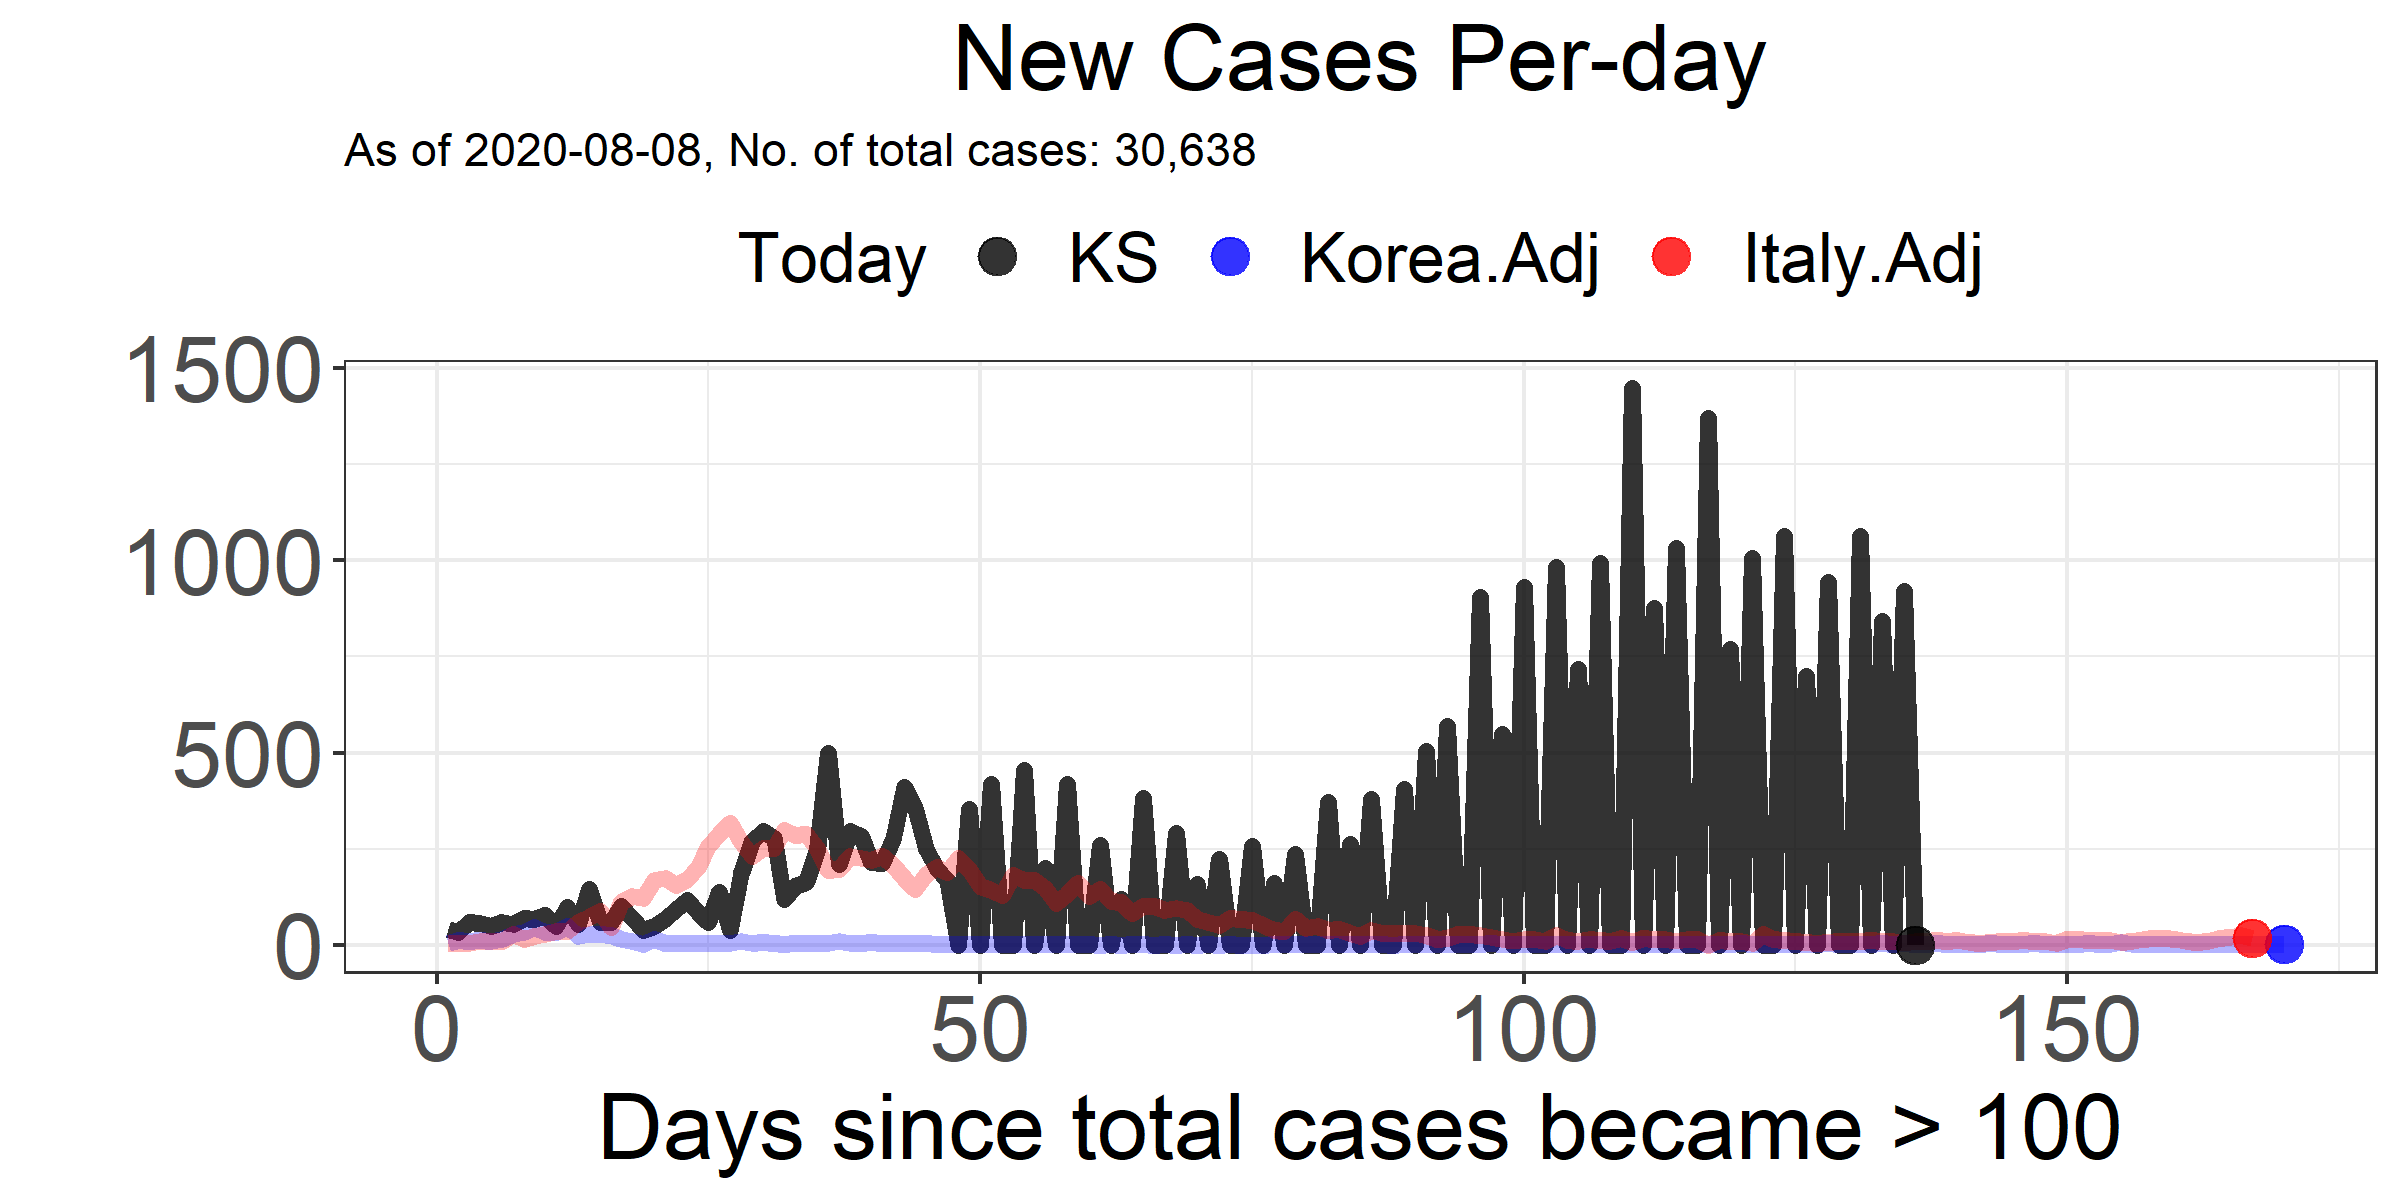 New Cases Per-day
As of 2020-08-08, No. of total cases: 30,638
Today KS Korea.Adj Italy.Adj
1500
1000
500
0
0 50 100 150
Days since total cases became > 100